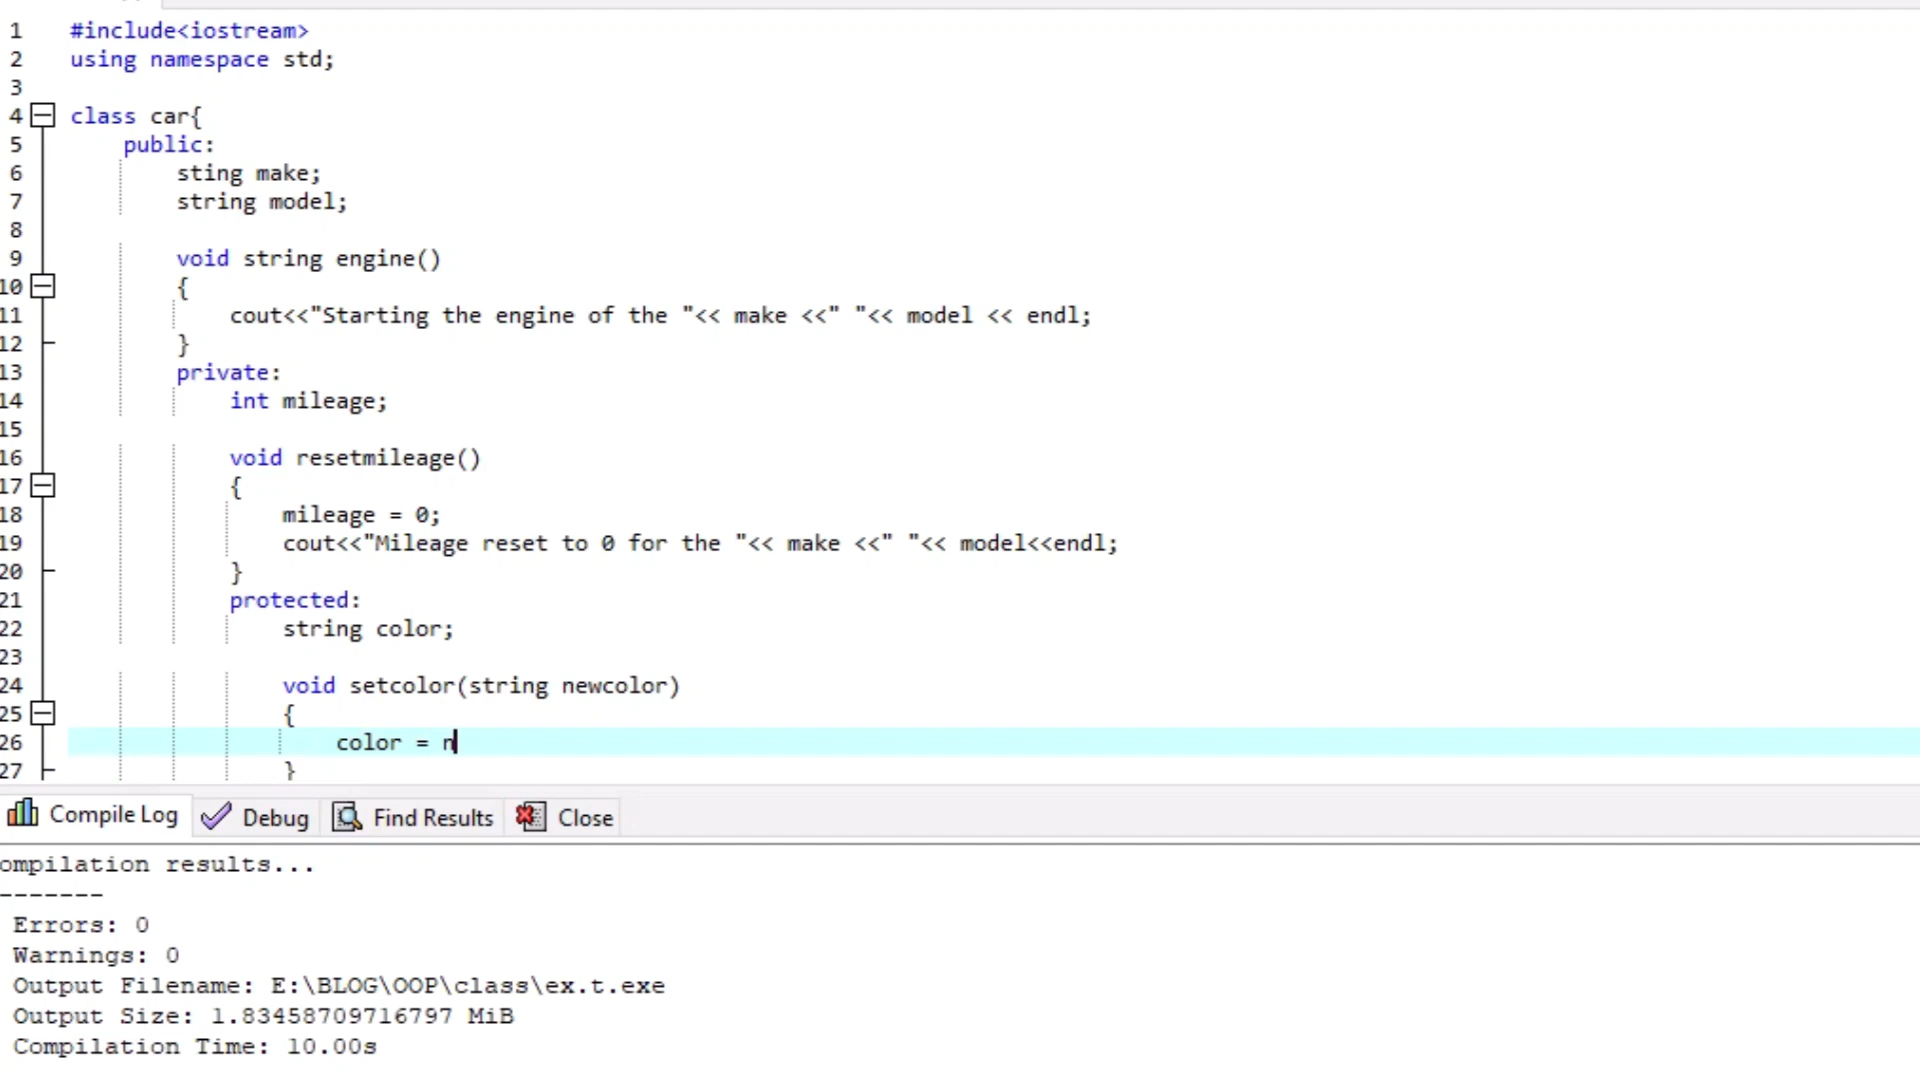 1 #include<iostream>
2 using namespace std;
3
4 class car{
5 public:
6 sting make;
7 string model;
8
9 void string engine()
10 {
11 cout<<"Starting the engine of the "<< make <<" "<< model << endl;
12 }
13 private:
14 int mileage;
15
16 void resetmileage()
17 {
18 mileage = 0;
19 cout<<"Mileage reset to 0 for the "<< make <<" "<< model<<endl;
20 }
21 protected:
22 string color;
23
24 void setcolor(string newcolor)
25 {
26 color = n
27 }
Compile Log Debug Find Results Close
ompilation results...
-------
Errors: 0
Warnings: 0
Output Filename: E:\BLOG\OOP\class\ex.t.exe
Output Size: 1.83458709716797 MiB
Compilation Time: 10.00s